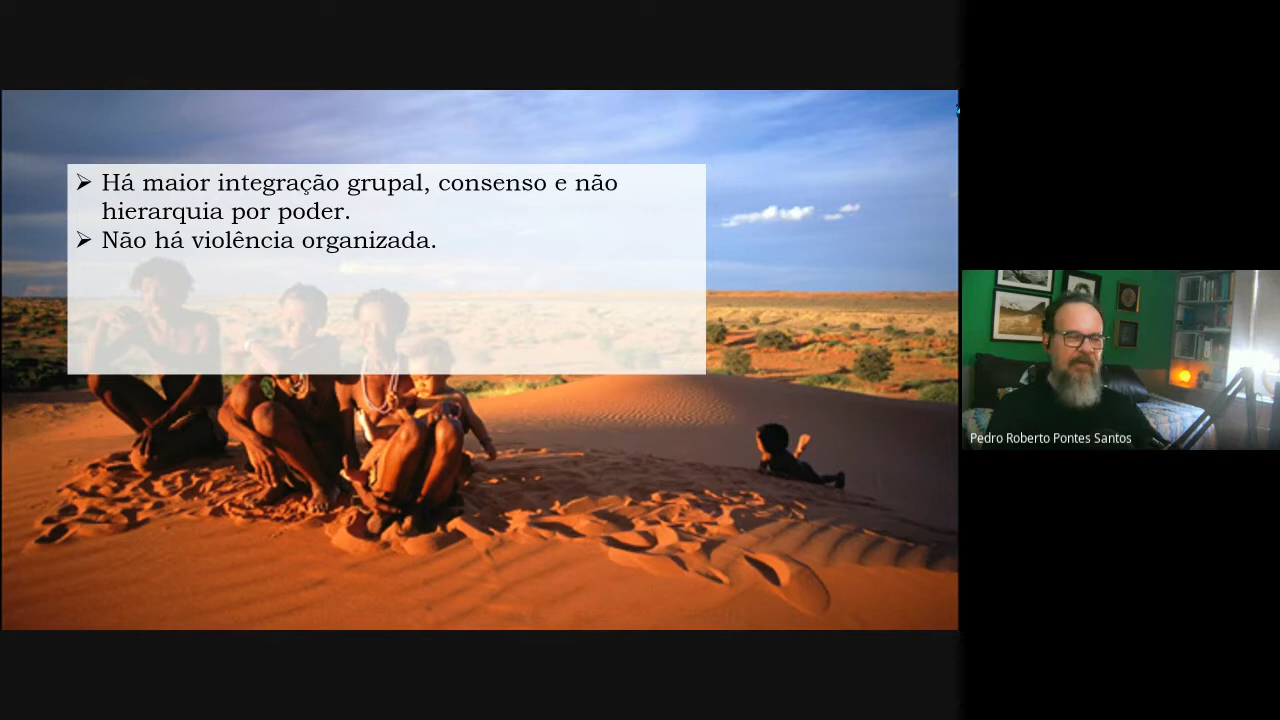 ➢ Há maior integração grupal, consenso e não
hierarquia por poder.
➢ Não há violência organizada.
Pedro Roberto Pontes Santos